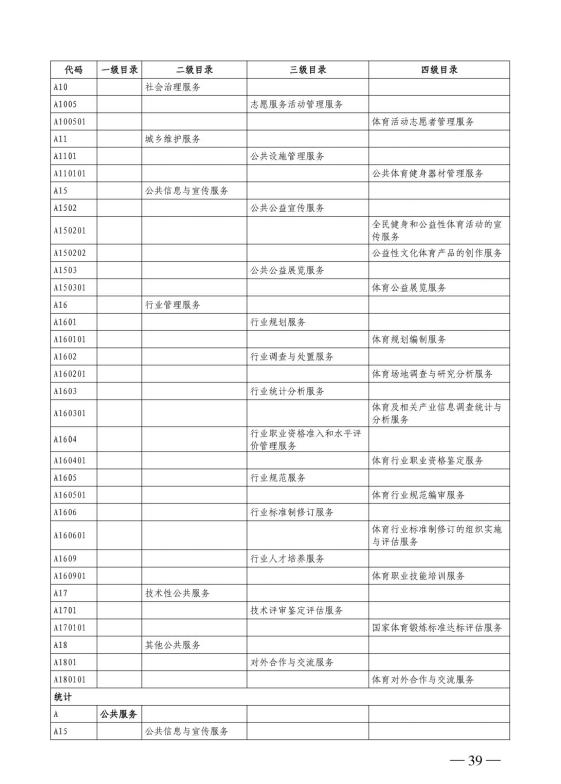 代码 一级目录 二级目录 三级目录 四级目录
A10 社会治理服务
A1005 志愿服务活动管理服务
A100501 体育活动志愿者管理服务
A11 城乡维护服务
A1101 公共设施管理服务
A110101 公共体育健身器材管理服务
A15 公共信息与宣传服务
A1502 公共公益宣传服务
A150201 全民健身和公益性体育活动的宣
传服务
A150202 公益性文化体育产品的创作服务
A1503 公共公益展览服务
A150301 体育公益展览服务
A16 行业管理服务
A1601 行业规划服务
A160101 体育规划编制服务
A1602 行业调查与处置服务
A160201 体育场地调查与研究分析服务
A1603 行业统计分析服务
A160301 体育及相关产业信息调查统计与
分析服务
A1604 行业职业资格准入和水平评
价管理服务
A160401 体育行业职业资格鉴定服务
A1605 行业规范服务
A160501 体育行业规范编审服务
A1606 行业标准制修订服务
A160601 体育行业标准制修订的组织实施
与评估服务
A1609 行业人才培养服务
A160901 体育职业技能培训服务
A17 技术性公共服务
A1701 技术评审鉴定评估服务
A170101 国家体育锻炼标准达标评估服务
A18 其他公共服务
A1801 对外合作与交流服务
A180101 体育对外合作与交流服务
统计
A 公共服务
A15 公共信息与宣传服务
— 39 —